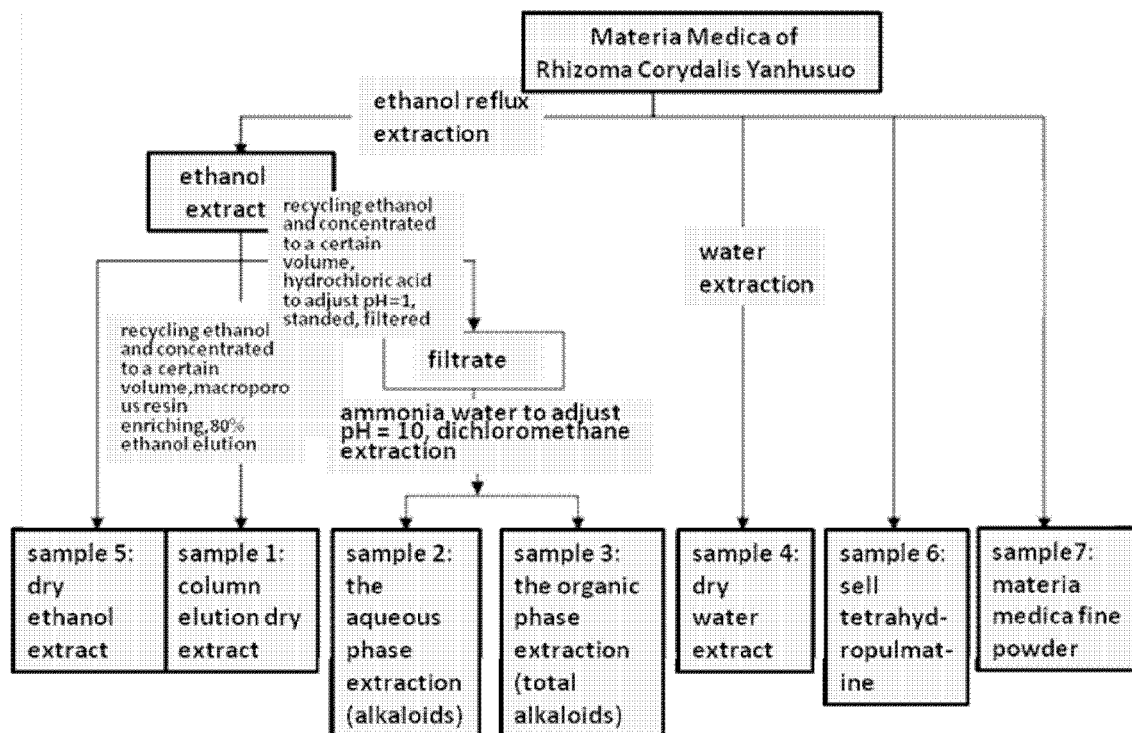 Materia Medica of
Rhizoma Corydalis Yanhusuo
ethanol reflux
extraction
ethanol
extract
recycling ethanol
and concentrated
to a certain
volume,
hydrochloric acid
to adjust pH=1,
standed, filtered
water
extraction
recycling ethanol
and concentrated
to a certain
volume,macroporo
us resin
enriching,80%
ethanol elution
filtrate
ammonia water to adjust
pH = 10, dichloromethane
extraction
sample 5:
dry
ethanol
extract
sample 1:
column
elution dry
extract
sample 2:
the
aqueous
phase
extraction
(alkaloids)
sample 3:
the organic
phase
extraction
(total
alkaloids)
sample 4:
dry
water
extract
sample 6:
sell
tetrahyd-
ropulmat-
ine
sample7:
materia
medica fine
powder